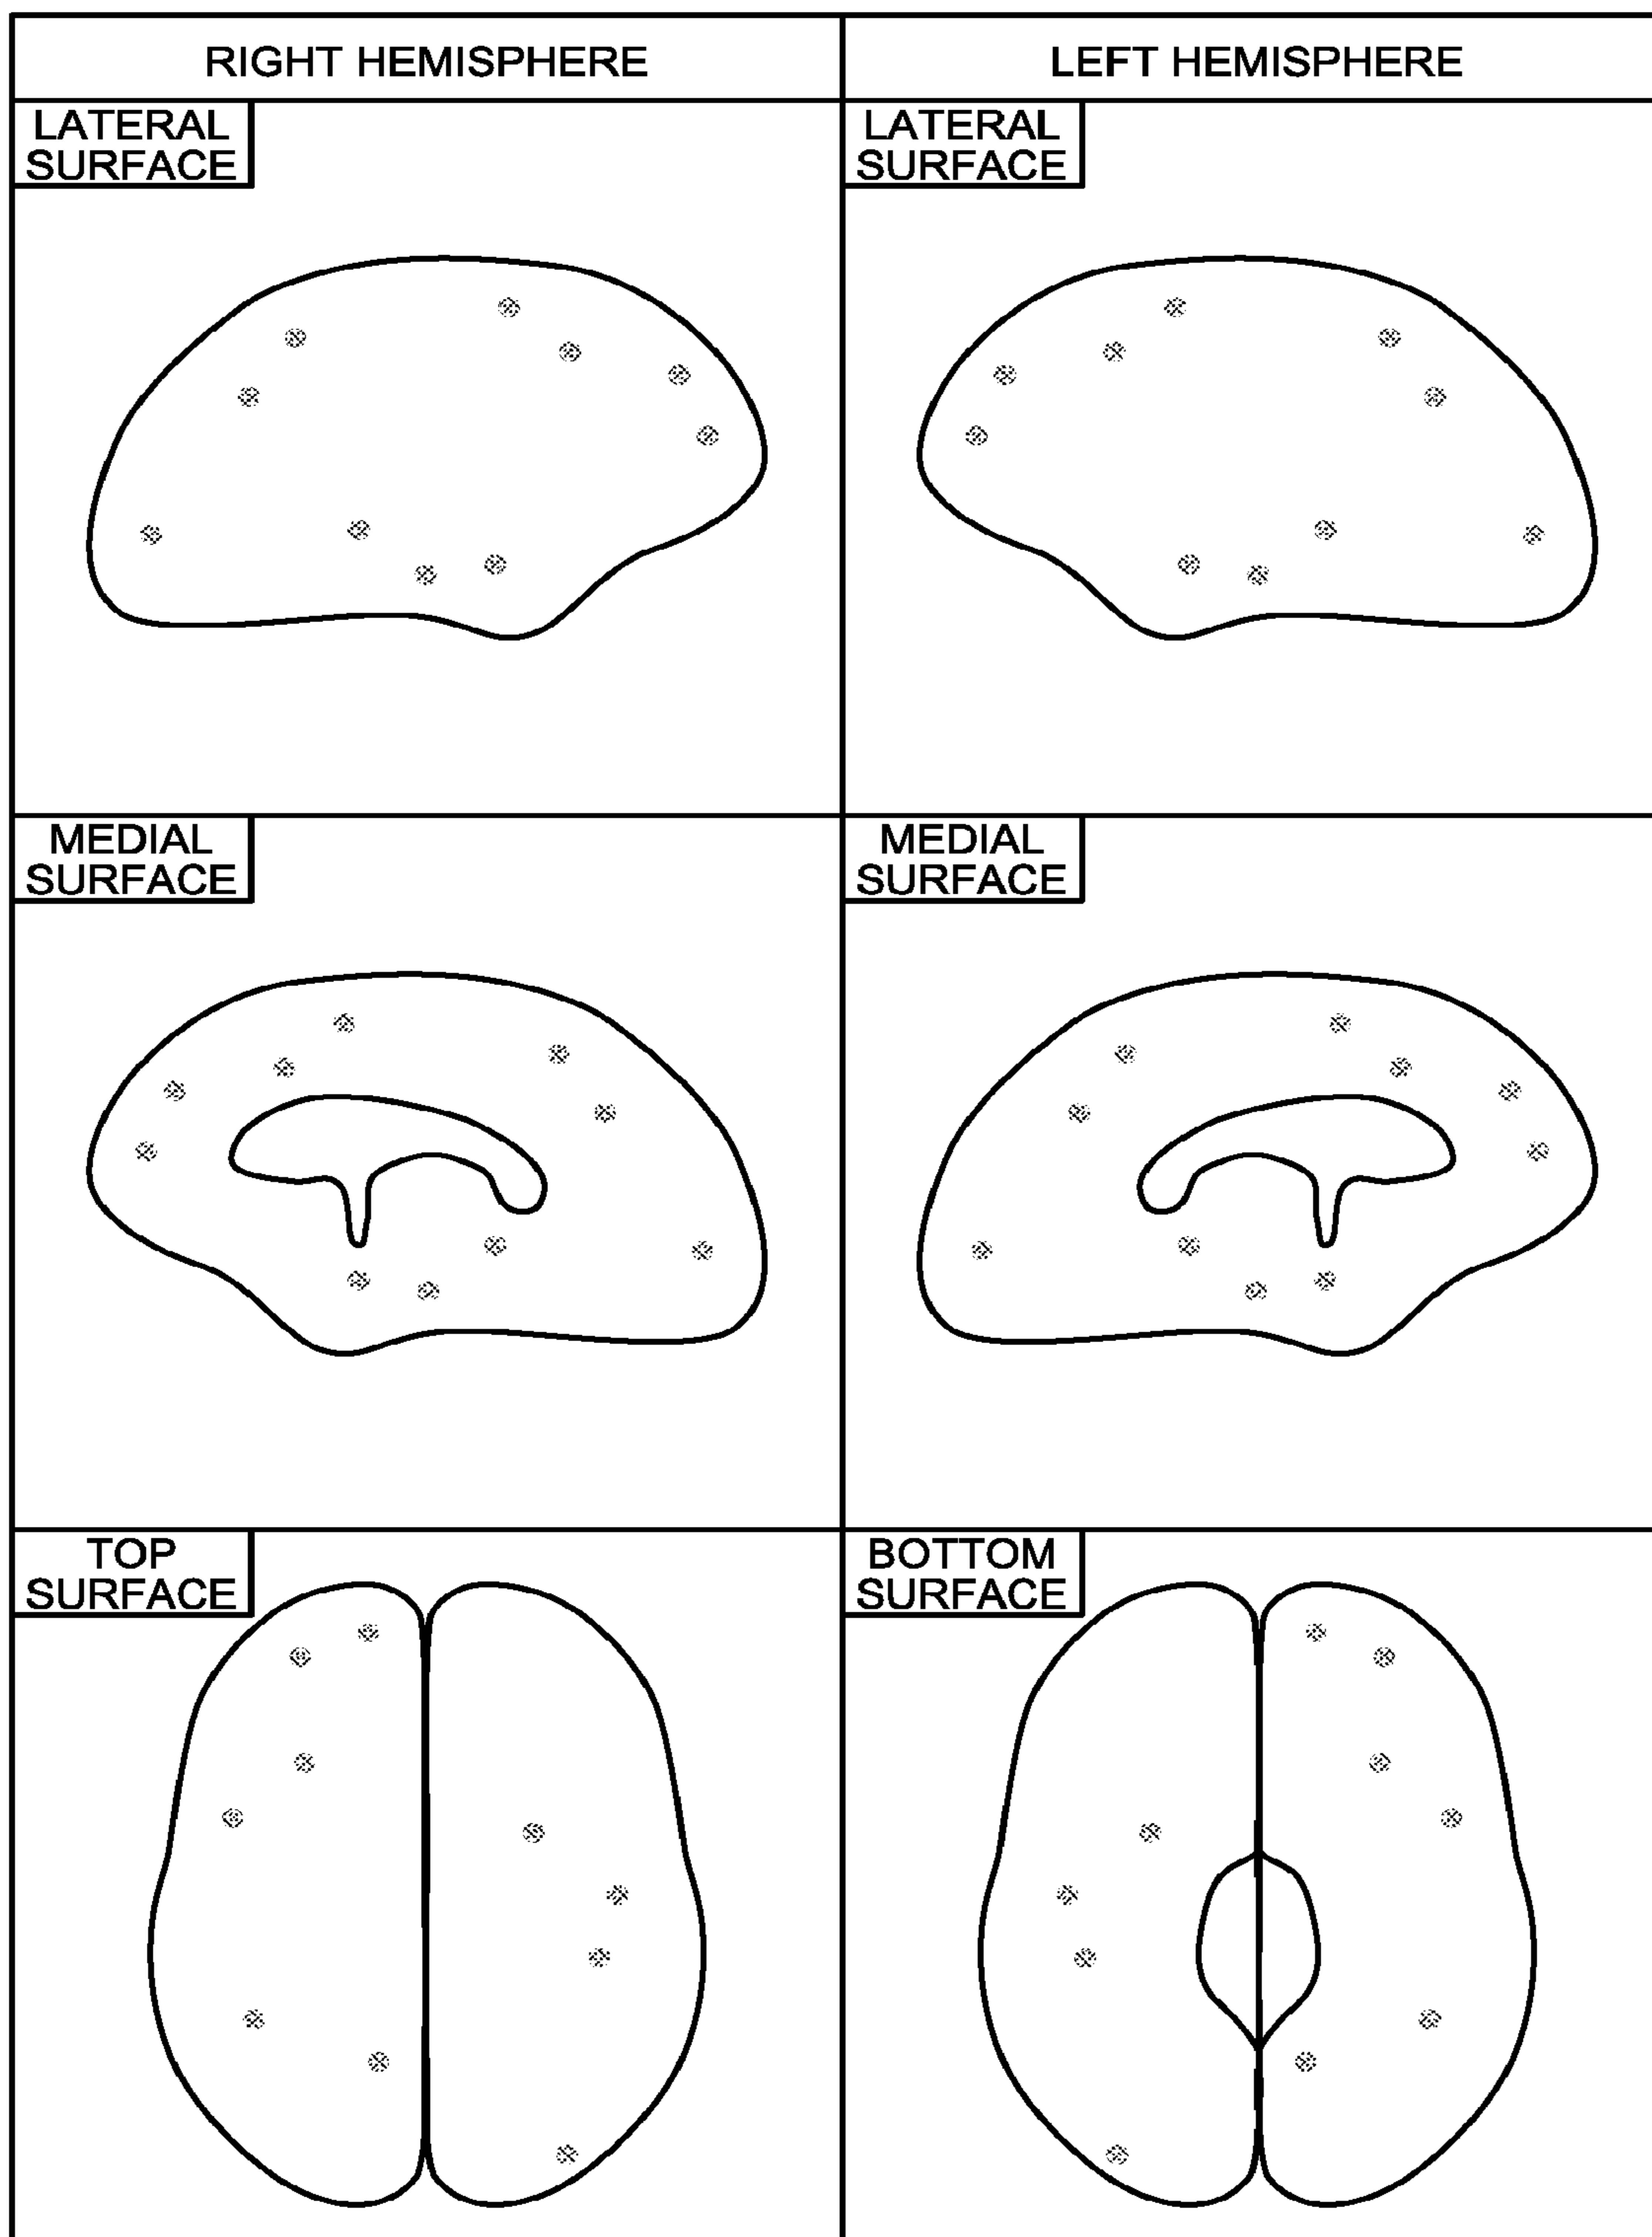 RIGHT HEMISPHERE
LEFT HEMISPHERE
LATERAL
SURFACE
LATERAL
SURFACE
MEDIAL
SURFACE
MEDIAL
SURFACE
TOP
SURFACE
BOTTOM
SURFACE